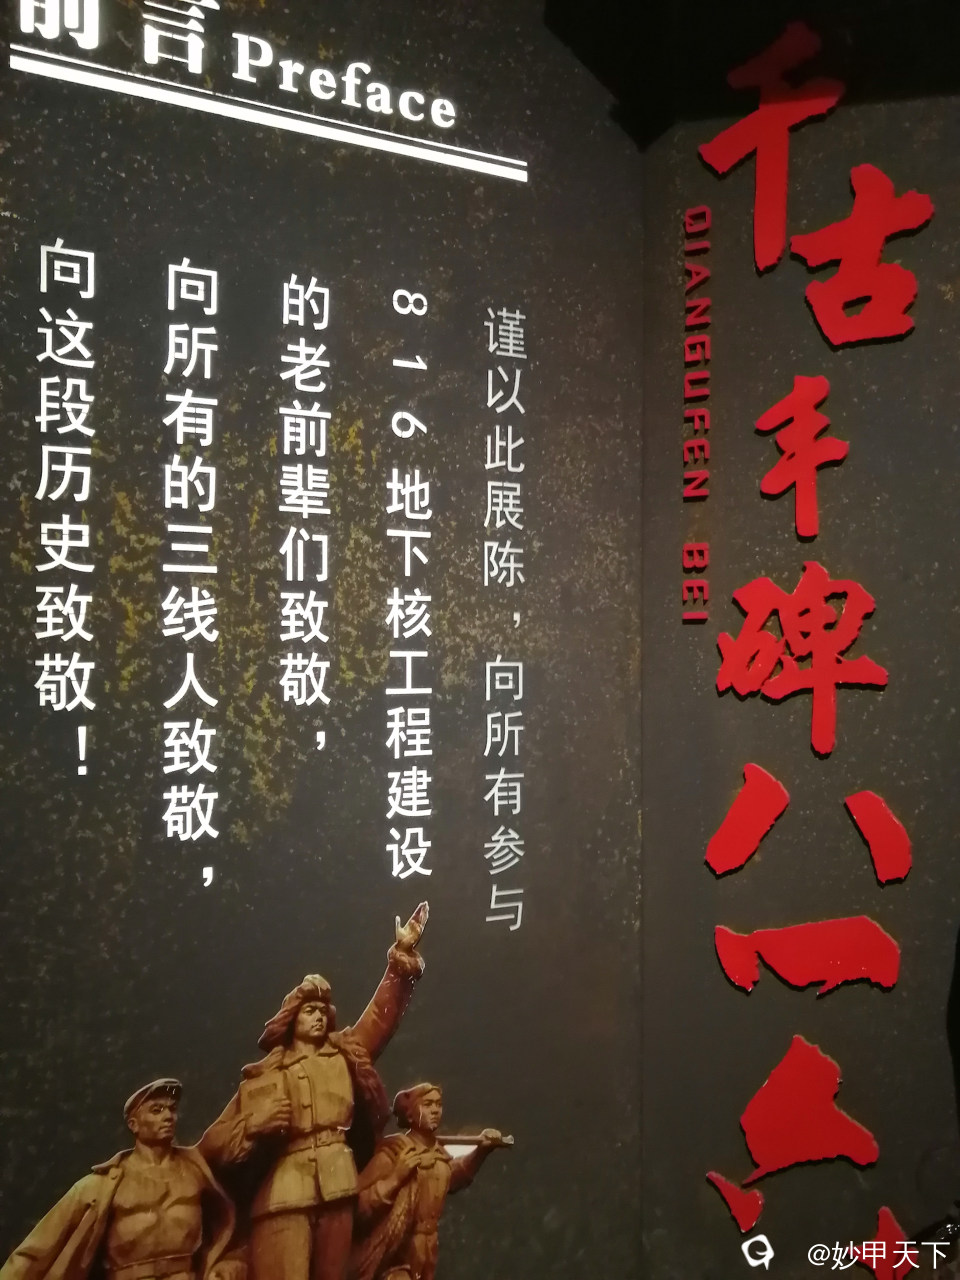 前言 Preface
谨以此展陈，向所有参与
816地下核工程建设
的老前辈们致敬，
向所有的三线人致敬，
向这段历史致敬！
千古丰碑八一六
QIANGUFEN BEI
@妙甲天下